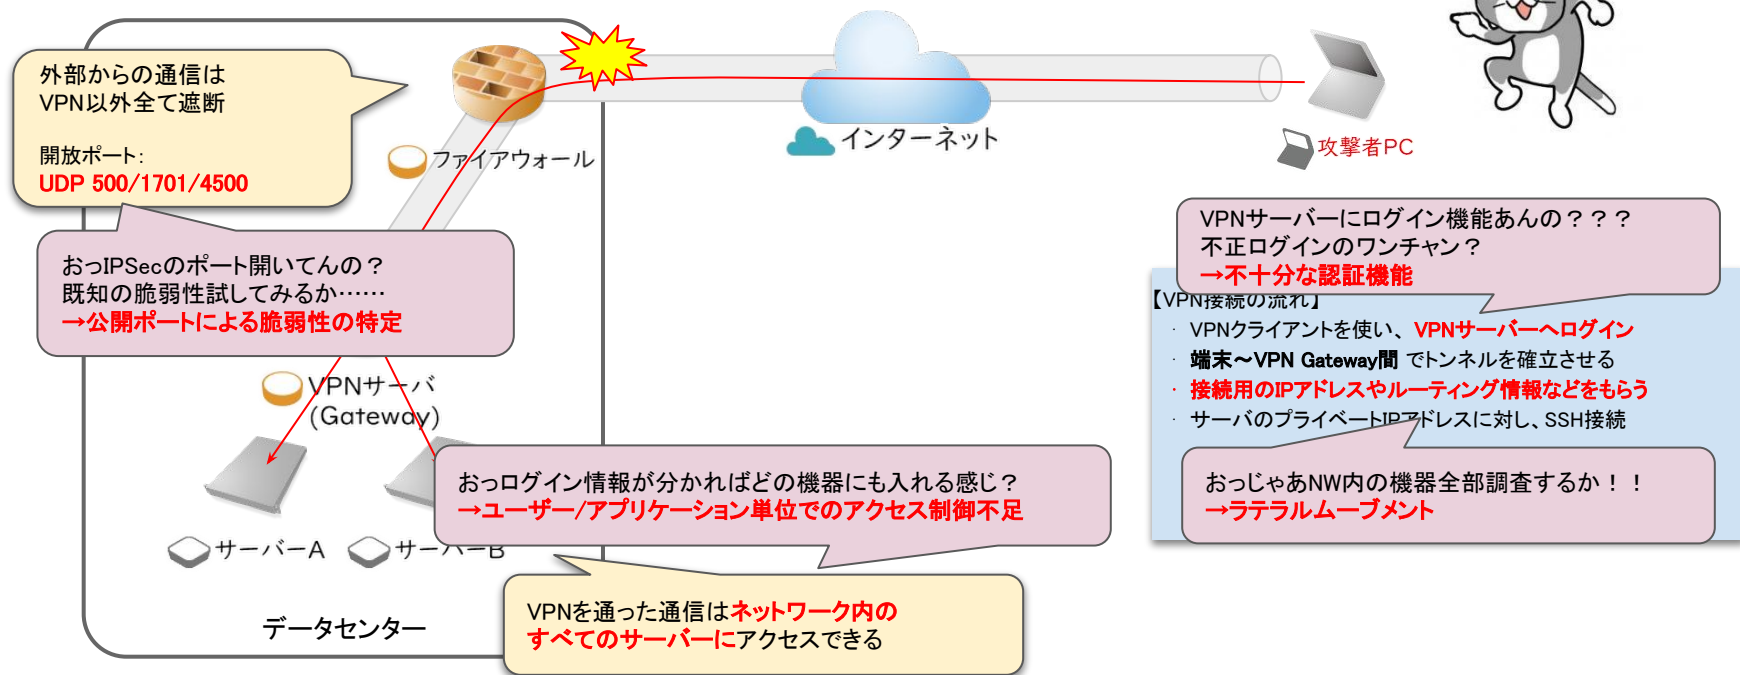 外部からの通信は
VPN以外全て遮断
開放ポート:
UDP 500/1701/4500
ファイアウォール
インターネット
攻撃者PC
おっIPSecのポート開いてんの？
既知の脆弱性試してみるか……
→公開ポートによる脆弱性の特定
VPNサーバーにログイン機能あんの？？？
不正ログインのワンチャン？
→不十分な認証機能
【VPN接続の流れ】
· VPNクライアントを使い、VPNサーバーへログイン
· 端末～VPN Gateway間 でトンネルを確立させる
· 接続用のIPアドレスやルーティング情報などをもらう
· サーバのプライベートIPアドレスに対し、SSH接続
VPNサーバ
(Gateway)
おっログイン情報が分かればどの機器にも入れる感じ？
→ユーザー/アプリケーション単位でのアクセス制御不足
おっじゃあNW内の機器全部調査するか！！
→ラテラルムーブメント
サーバーA
サーバーB
VPNを通った通信はネットワーク内の
すべてのサーバーにアクセスできる
データセンター